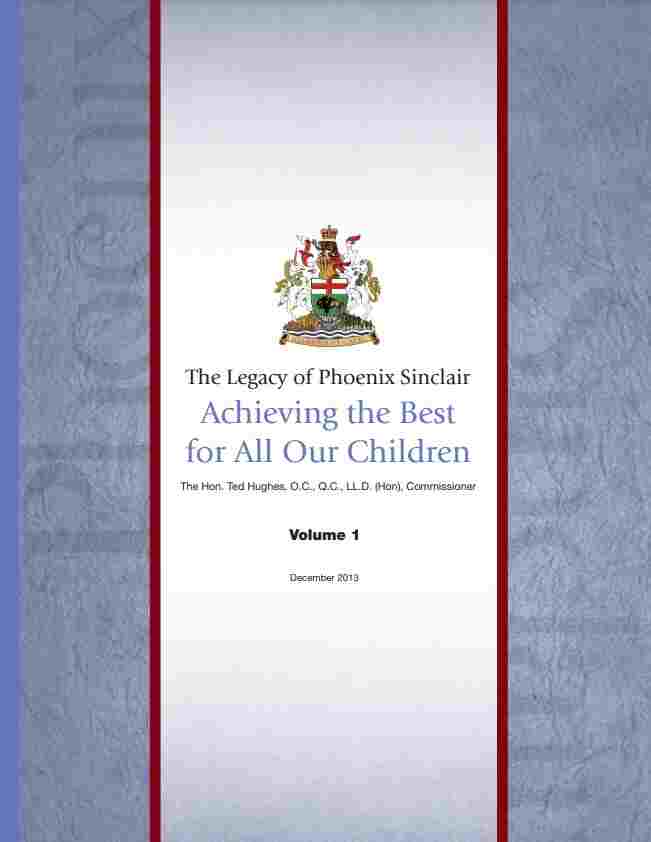 The Legacy of Phoenix Sinclair
Achieving the Best
for All Our Children
The Hon. Ted Hughes, O.C., Q.C., LL.D. (Hon), Commissioner
Volume 1
December 2013
Phoenix